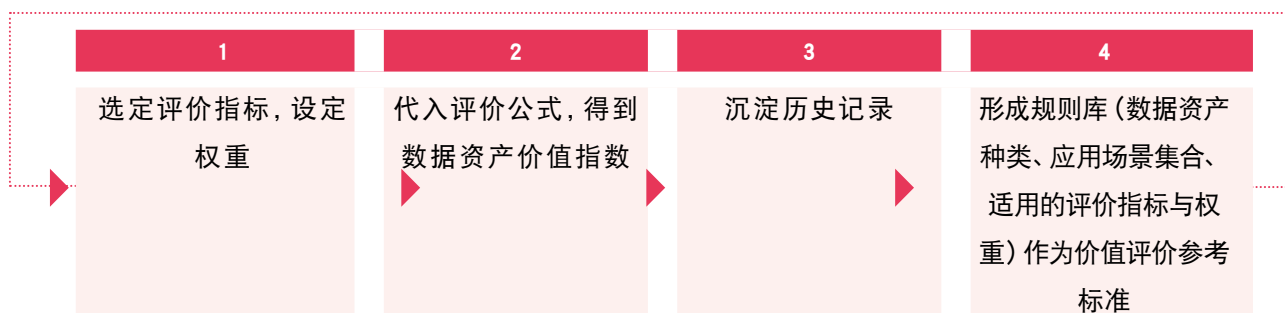 1
选定评价指标，设定
权重
2
代入评价公式，得到
数据资产价值指数
3
沉淀历史记录
4
形成规则库（数据资产
种类、应用场景集合、
适用的评价指标与权
重）作为价值评价参考
标准